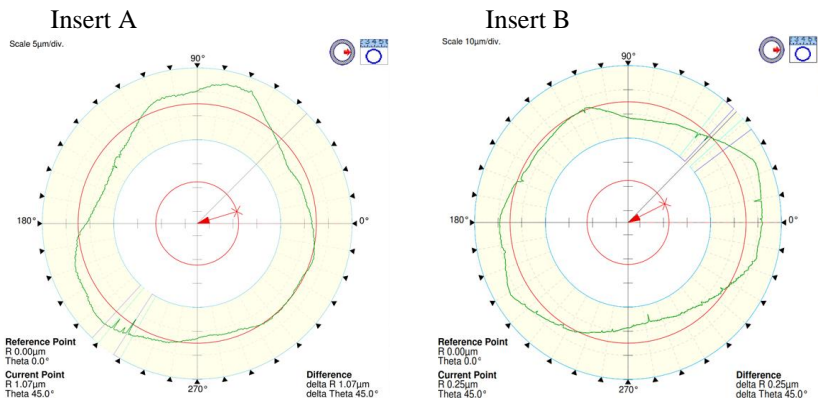 Insert A
Scale 5µm/div.
90°
180°
0°
270°
Reference Point
R 0.00µm
Theta 0.0°
Current Point
R 1.07µm
Theta 45.0°
Difference
delta R 1.07µm
delta Theta 45.0°
Insert B
Scale 10µm/div.
90°
180°
0°
270°
Reference Point
R 0.00µm
Theta 0.0°
Current Point
R 0.25µm
Theta 45.0°
Difference
delta R 0.25µm
delta Theta 45.0°